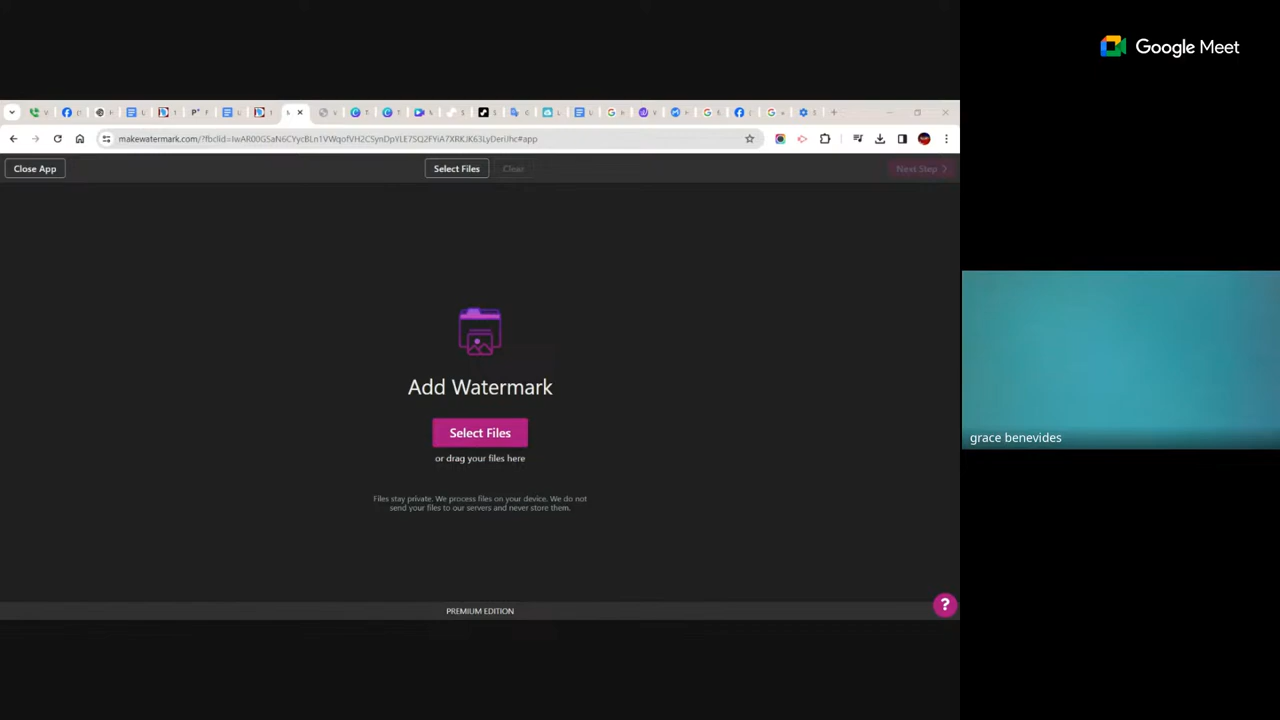 Google Meet
Close App
Select Files
Clear
Next Step
Add Watermark
Select Files
or drag your files here
Files stay private. We process files on your device. We do not
send your files to our servers and never store them.
PREMIUM EDITION
?
grace benevides